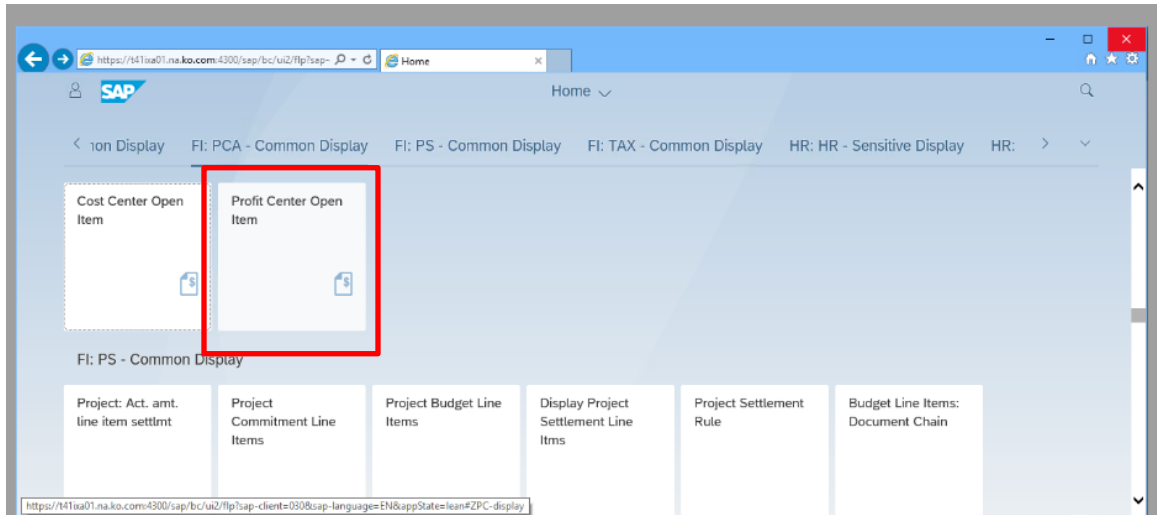 https://t41ixa01.na.ko.com:4300/sap/bc/ui2/flp?sap-
Home
SAP
Home
non Display FI: PCA - Common Display FI: PS - Common Display FI: TAX - Common Display HR: HR - Sensitive Display HR:
Cost Center Open
Item
Profit Center Open
Item
$
$
FI: PS - Common Display
Project: Act. amt.
line item settlmt
Project
Commitment Line
Items
Project Budget Line
Items
Display Project
Settlement Line
Itms
Project Settlement
Rule
Budget Line Items:
Document Chain
https://t41ixa01.na.ko.com:4300/sap/bc/ui2/flp?sap-client=030&sap-language=EN&appState=lean#ZPC-display